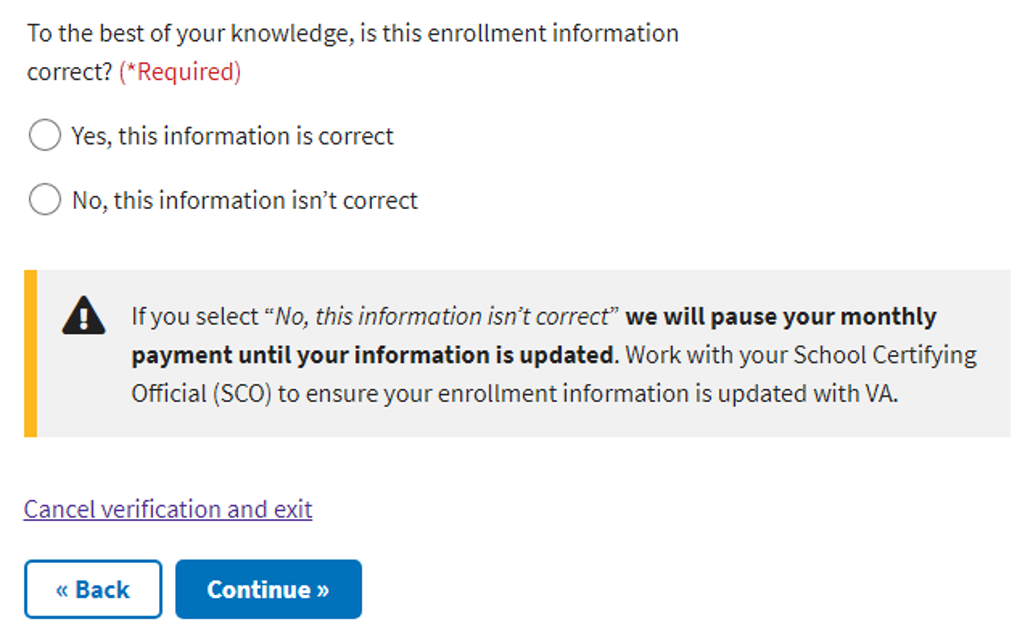 To the best of your knowledge, is this enrollment information
correct? (*Required)
Yes, this information is correct
No, this information isn’t correct
If you select “No, this information isn’t correct” we will pause your monthly
payment until your information is updated. Work with your School Certifying
Official (SCO) to ensure your enrollment information is updated with VA.
Cancel verification and exit
« Back
Continue »